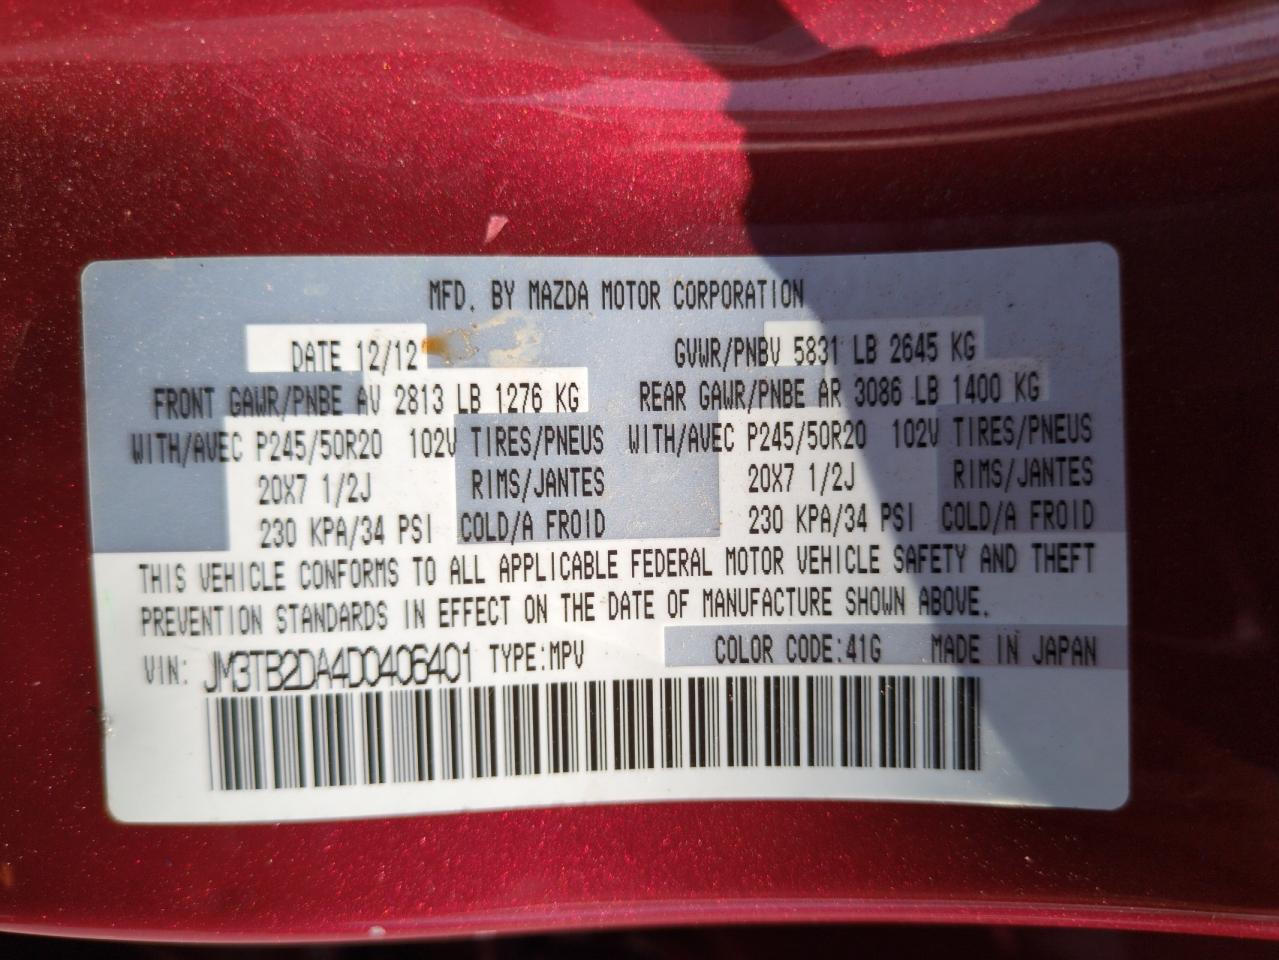 MFD. BY MAZDA MOTOR CORPORATION
DATE 12/12 GVWR/PNBV 5831 LB 2645 KG
FRONT GAWR/PNBE AV 2813 LB 1276 KG REAR GAWR/PNBE AR 3086 LB 1400 KG
WITH/AVEC P245/50R20 102V TIRES/PNEUS WITH/AVEC P245/50R20 102V TIRES/PNEUS
20X7 1/2J RIMS/JANTES 20X7 1/2J RIMS/JANTES
230 KPA/34 PSI COLD/A FROID 230 KPA/34 PSI COLD/A FROID
THIS VEHICLE CONFORMS TO ALL APPLICABLE FEDERAL MOTOR VEHICLE SAFETY AND THEFT
PREVENTION STANDARDS IN EFFECT ON THE DATE OF MANUFACTURE SHOWN ABOVE.
VIN: JM3TB2DA4D0406401 TYPE:MPV COLOR CODE:41G MADE IN JAPAN